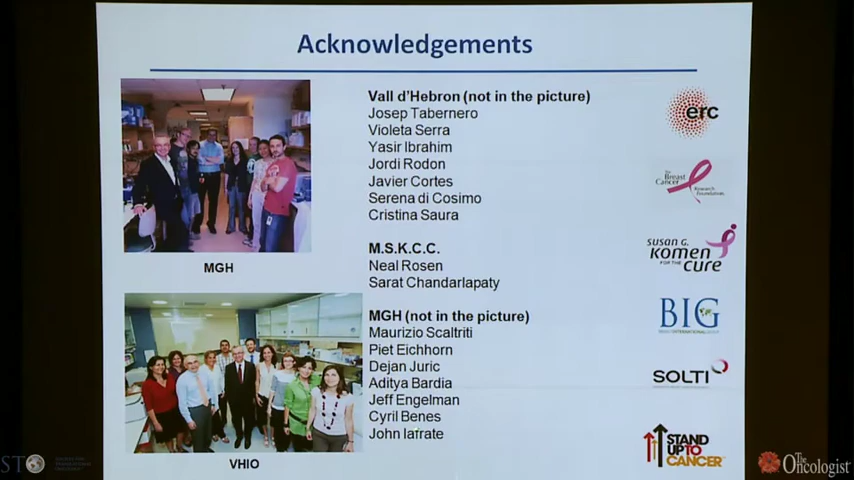 Acknowledgements
Vall d'Hebron (not in the picture)
Josep Tabernero
Violeta Serra
Yasir Ibrahim
Jordi Rodon
Javier Cortes
Serena di Cosimo
Cristina Saura
M.S.K.C.C.
Neal Rosen
Sarat Chandarlapaty
MGH (not in the picture)
Maurizio Scaltriti
Piet Eichhorn
Dejan Juric
Aditya Bardia
Jeff Engelman
Cyril Benes
John Iafrate
MGH
VHIO
erc
The Breast Cancer
Research Foundation
SUSAN G.
Komen
FOR THE CURE
BIG
SOLTI
STAND
UP TO
CANCER
The Oncologist